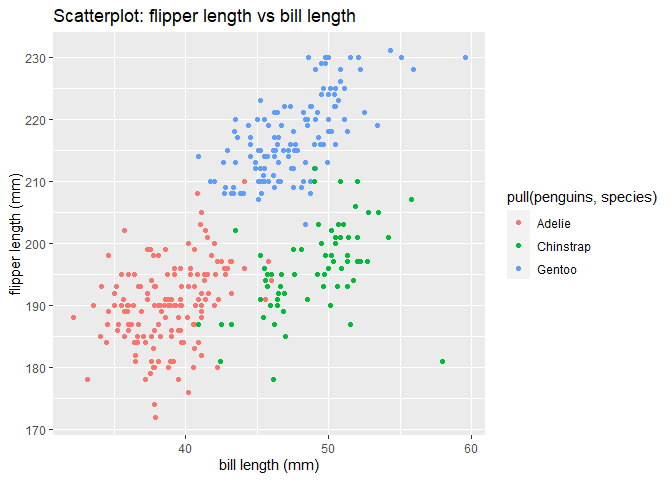 Scatterplot: flipper length vs bill length
flipper length (mm)
230
220
210
200
190
180
170
40
50
60
bill length (mm)
pull(penguins, species)
Adelie
Chinstrap
Gentoo